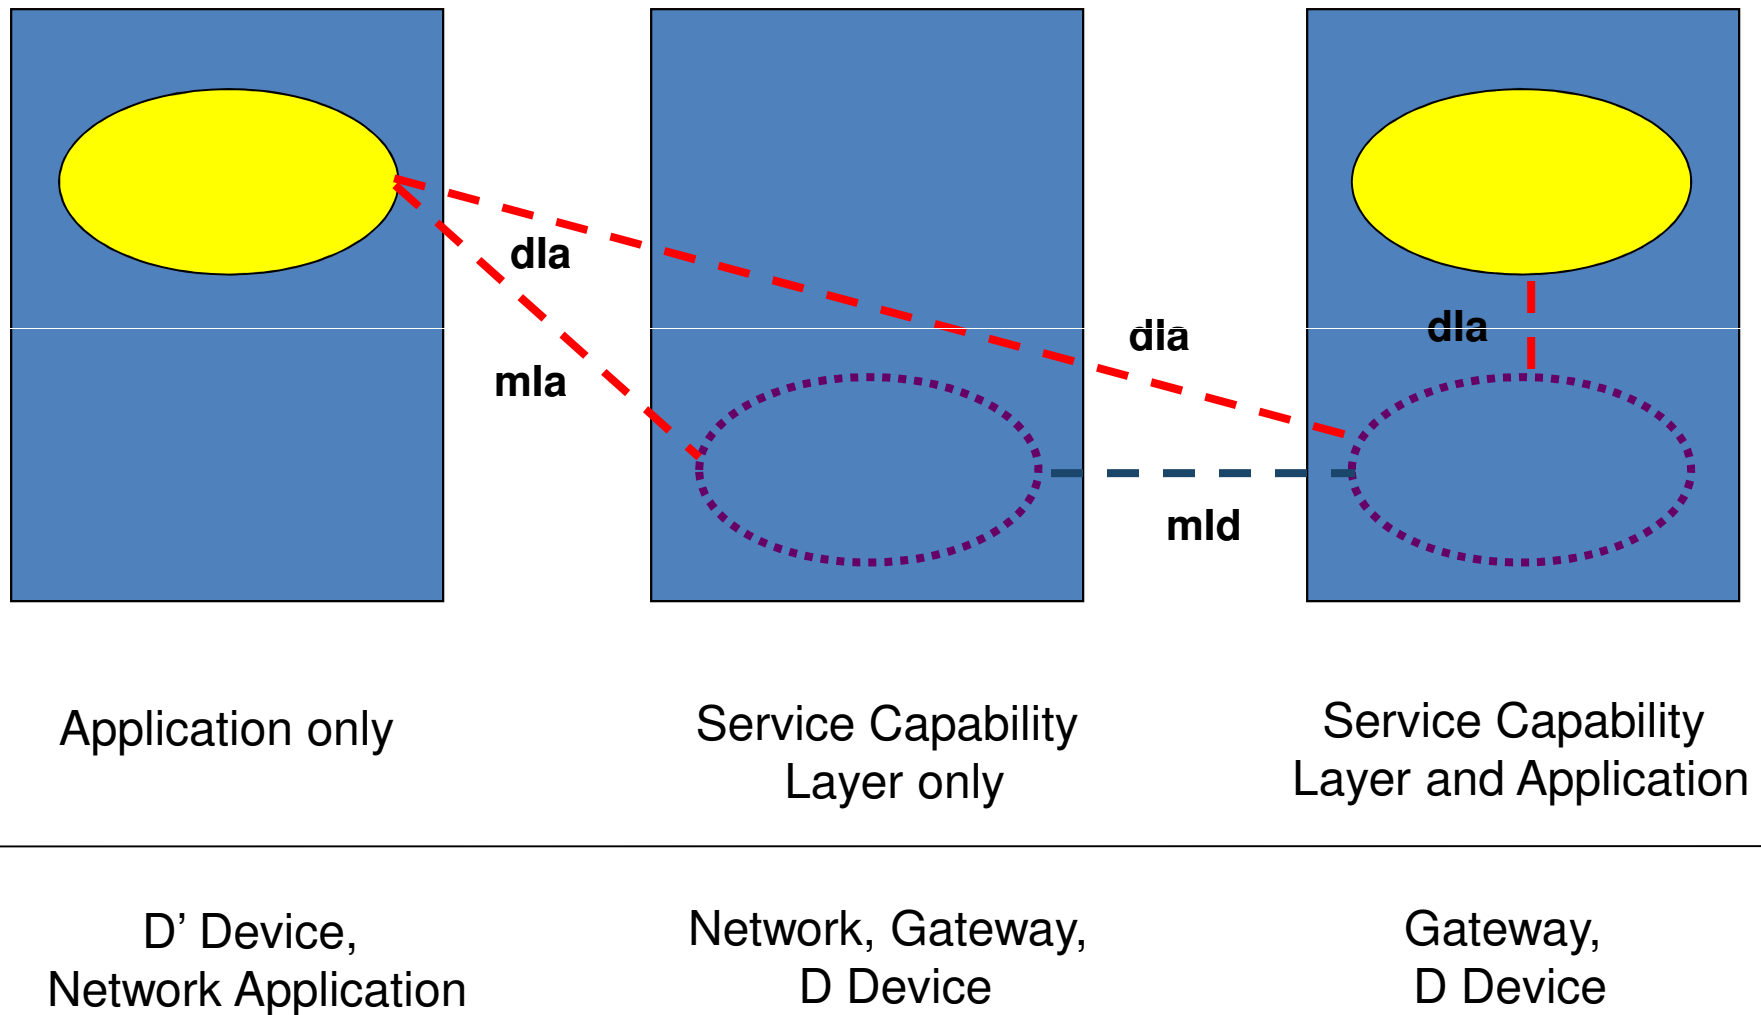 dla
mla
dla
dla
mld
Application only
Service Capability
Layer only
Service Capability
Layer and Application
D’ Device,
Network Application
Network, Gateway,
D Device
Gateway,
D Device